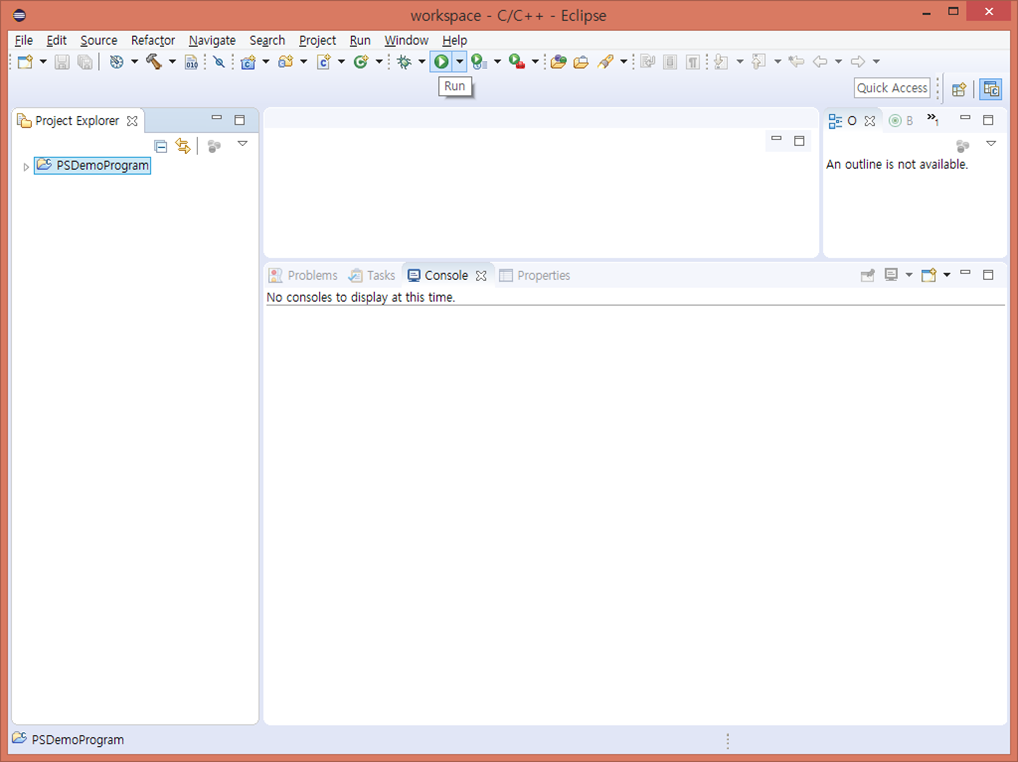 workspace - C/C++ - Eclipse
File Edit Source Refactor Navigate Search Project Run Window Help
010
Run
Quick Access
Project Explorer
PSDemoProgram
O B »1
An outline is not available.
Problems Tasks Console Properties
No consoles to display at this time.
PSDemoProgram